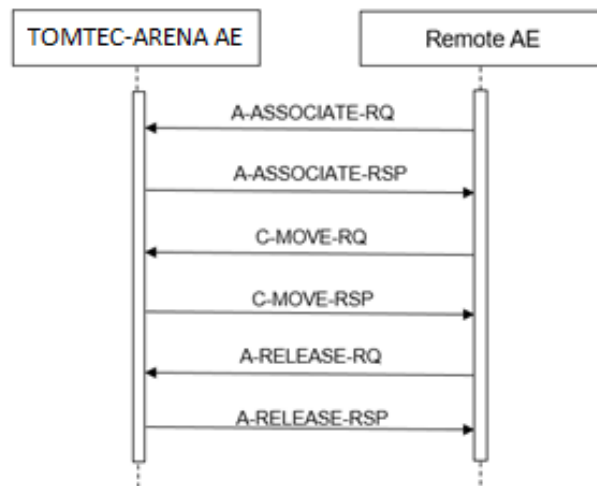 TOMTEC-ARENA AE
Remote AE
A-ASSOCIATE-RQ
A-ASSOCIATE-RSP
C-MOVE-RQ
C-MOVE-RSP
A-RELEASE-RQ
A-RELEASE-RSP